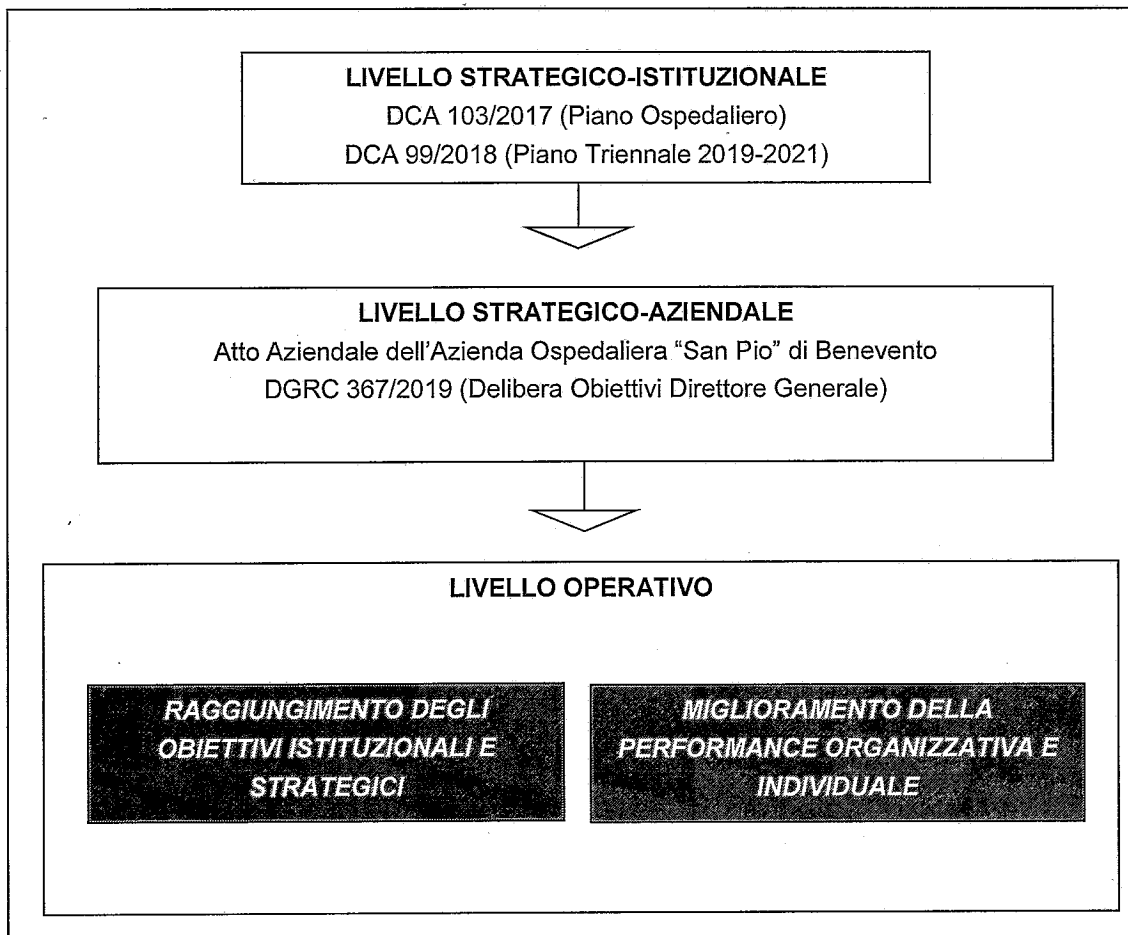 LIVELLO STRATEGICO-ISTITUZIONALE
DCA 103/2017 (Piano Ospedaliero)
DCA 99/2018 (Piano Triennale 2019-2021)
LIVELLO STRATEGICO-AZIENDALE
Atto Aziendale dell’Azienda Ospedaliera “San Pio” di Benevento
DGRC 367/2019 (Delibera Obiettivi Direttore Generale)
LIVELLO OPERATIVO
RAGGIUNGIMENTO DEGLI
OBIETTIVI ISTITUZIONALI E
STRATEGICI
MIGLIORAMENTO DELLA
PERFORMANCE ORGANIZZATIVA E
INDIVIDUALE